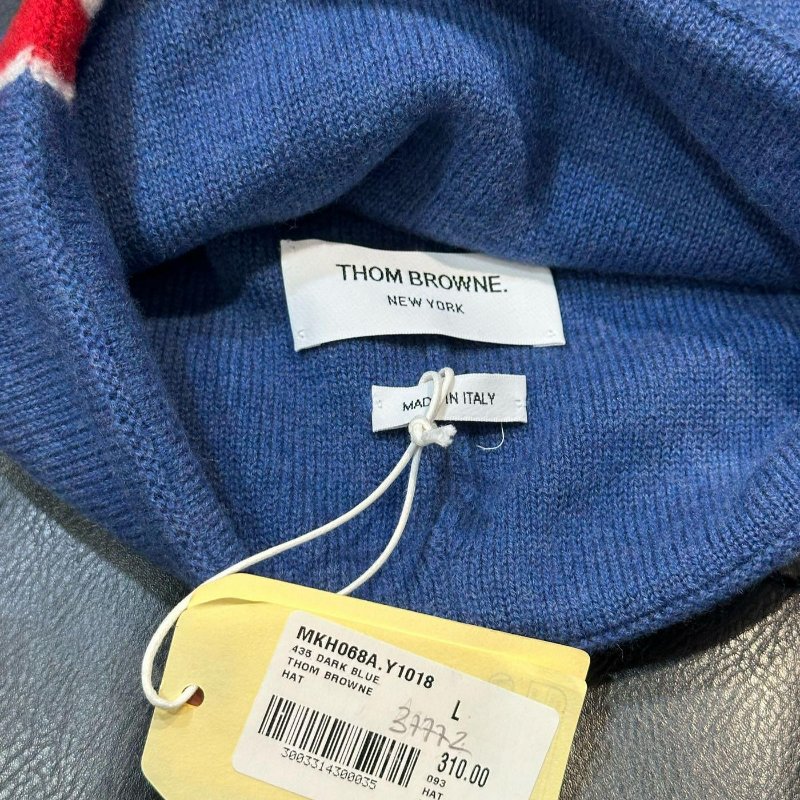 THOM BROWNE.
NEW YORK
MADE IN ITALY
MKH068A.Y1018
435 DARK BLUE
THOM BROWNE
HAT
L
37772
310.00
3003314300035
093
HAT